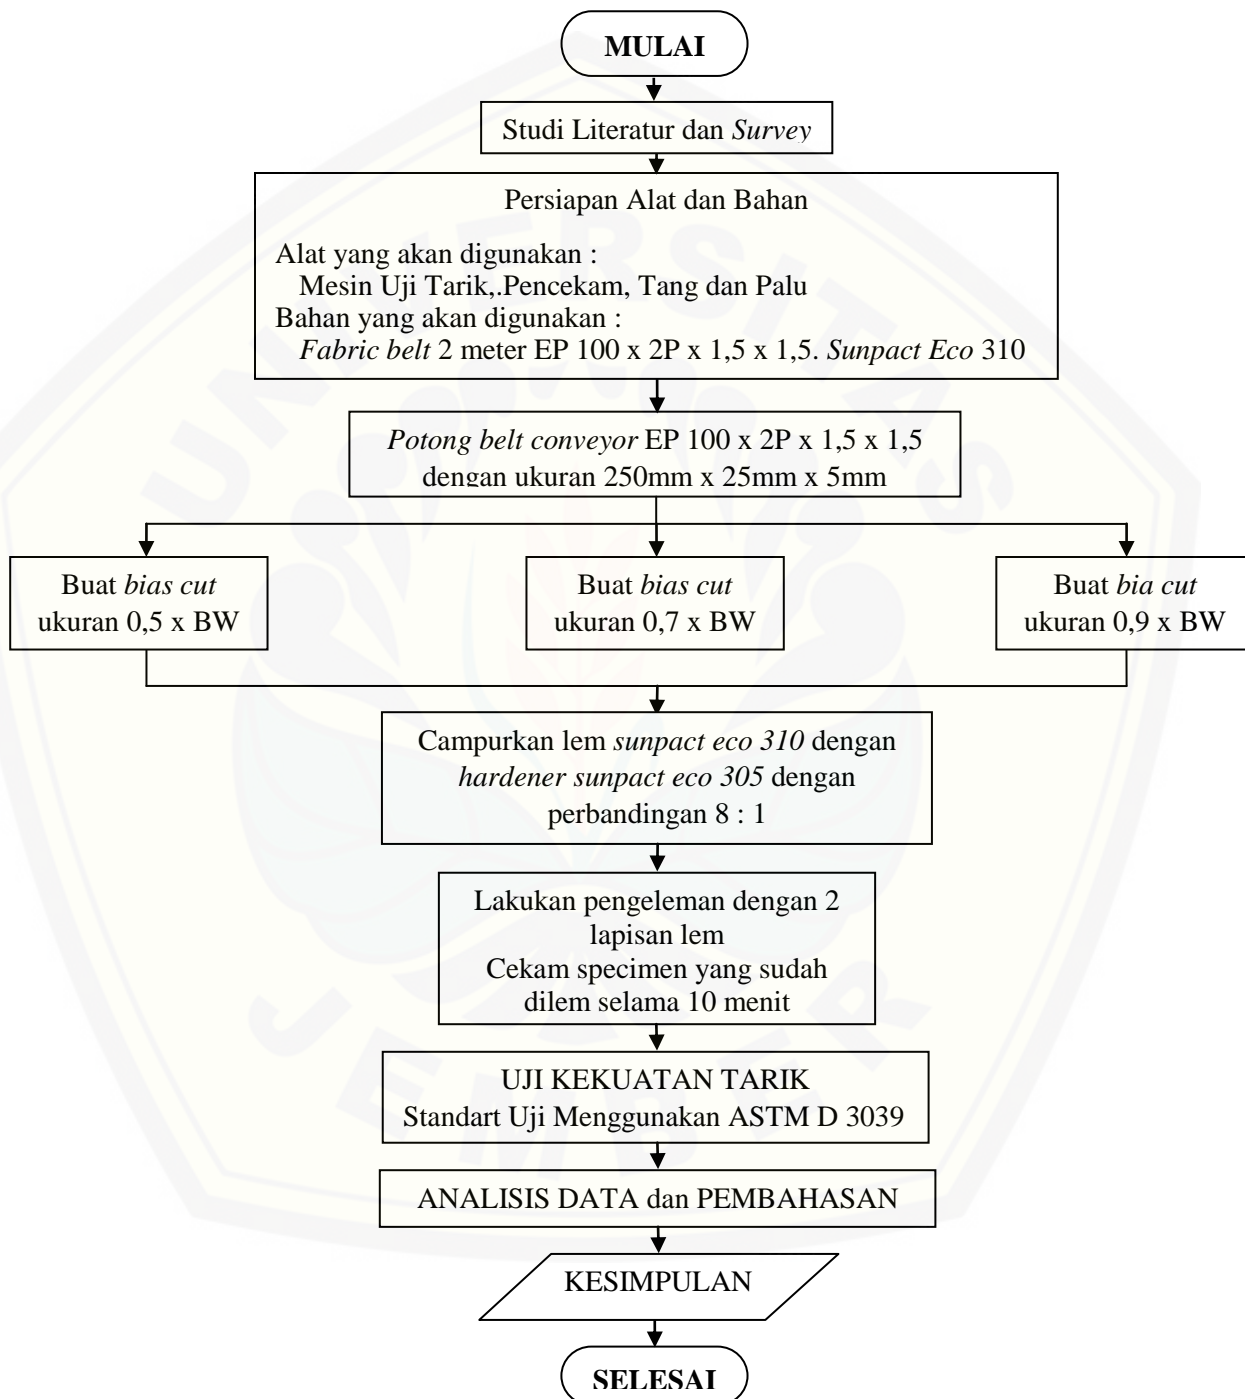 MULAI
Studi Literatur dan Survey
Persiapan Alat dan Bahan
Alat yang akan digunakan :
Mesin Uji Tarik,.Pencekam, Tang dan Palu
Bahan yang akan digunakan :
Fabric belt 2 meter EP 100 x 2P x 1,5 x 1,5. Sunpact Eco 310
Potong belt conveyor EP 100 x 2P x 1,5 x 1,5
dengan ukuran 250mm x 25mm x 5mm
Buat bias cut
ukuran 0,5 x BW
Buat bias cut
ukuran 0,7 x BW
Buat bia cut
ukuran 0,9 x BW
Campurkan lem sunpact eco 310 dengan
hardener sunpact eco 305 dengan
perbandingan 8 : 1
Lakukan pengeleman dengan 2
lapisan lem
Cekam specimen yang sudah
dilem selama 10 menit
UJI KEKUATAN TARIK
Standart Uji Menggunakan ASTM D 3039
ANALISIS DATA dan PEMBAHASAN
KESIMPULAN
SELESAI
UNIVERSITAS
JEMBER